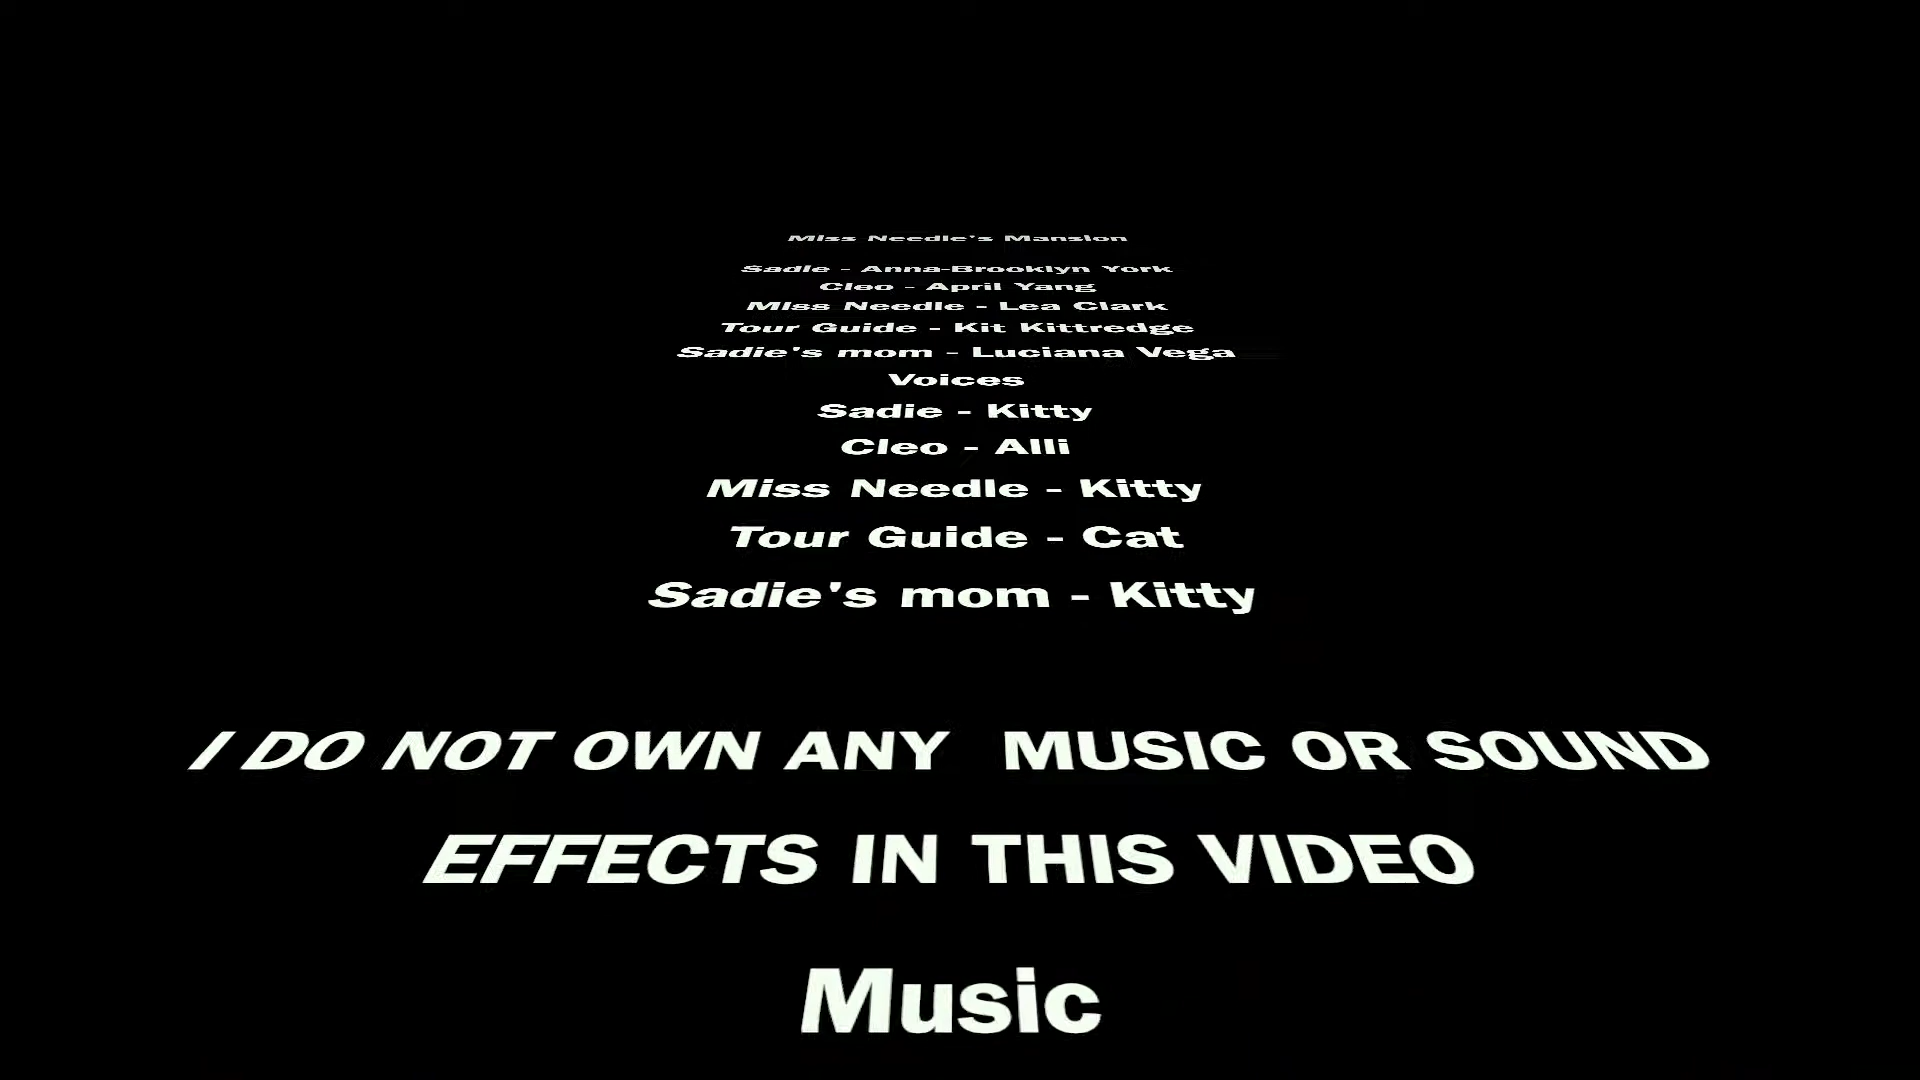 Miss Needle's Mansion
Sadie - Anna-Brooklyn York
Cleo - April Yang
Miss Needle - Lea Clark
Tour Guide - Kit Kittredge
Sadie's mom - Luciana Vega
Voices
Sadie - Kitty
Cleo - Alli
Miss Needle - Kitty
Tour Guide - Cat
Sadie's mom - Kitty
I DO NOT OWN ANY MUSIC OR SOUND
EFFECTS IN THIS VIDEO
Music